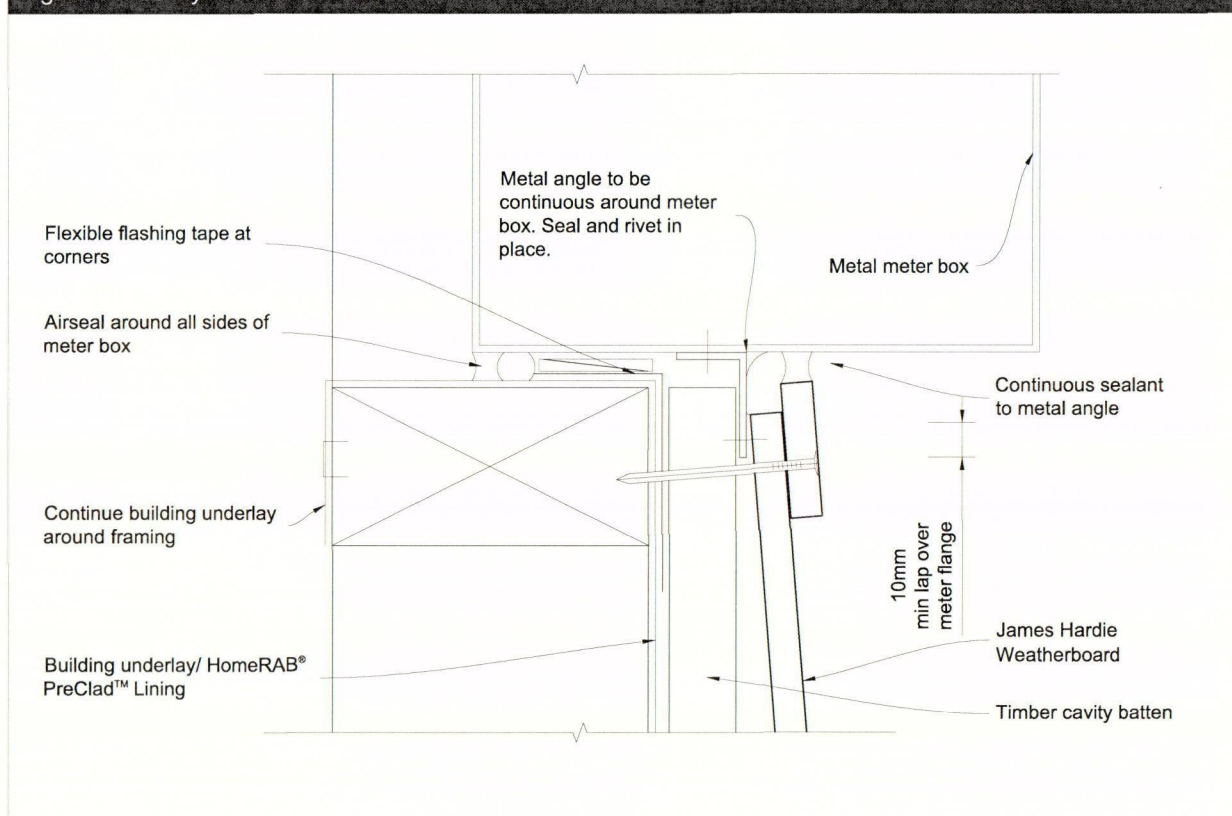 Metal angle to be
continuous around meter
box. Seal and rivet in
place.
Flexible flashing tape at
corners
Metal meter box
Airseal around all sides of
meter box
Continuous sealant
to metal angle
Continue building underlay
around framing
10mm
min lap over
meter flange
James Hardie
Weatherboard
Building underlay/ HomeRAB®
PreClad™ Lining
Timber cavity batten